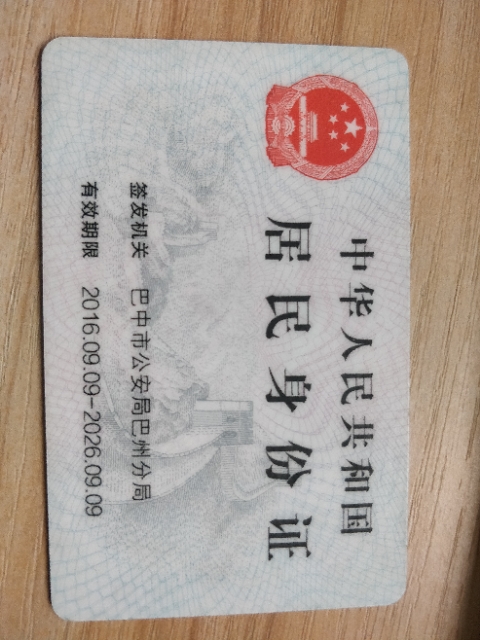 中华人民共和国
居民身份证
签发机关 巴中市公安局巴州分局
有效期限 2016.09.09-2026.09.09